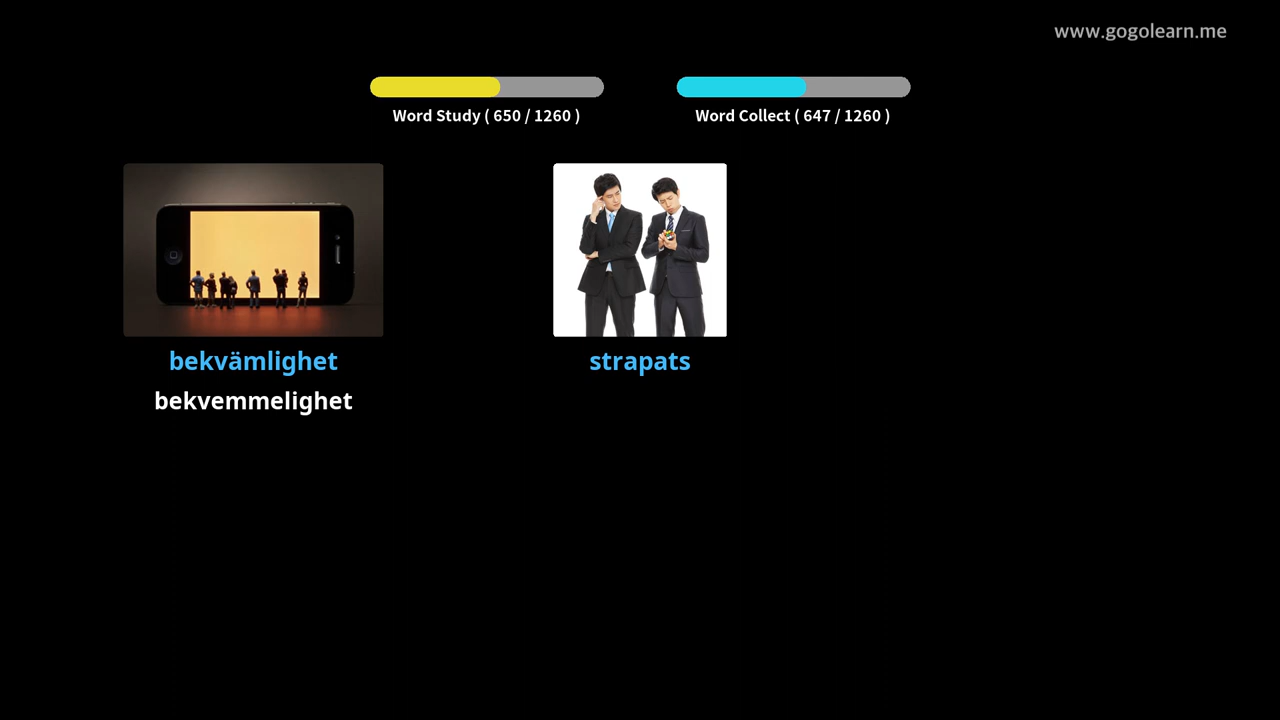 www.gogolearn.me
Word Study ( 650 / 1260 )
Word Collect ( 647 / 1260 )
bekvämlighet
strapats
bekvemmelighet